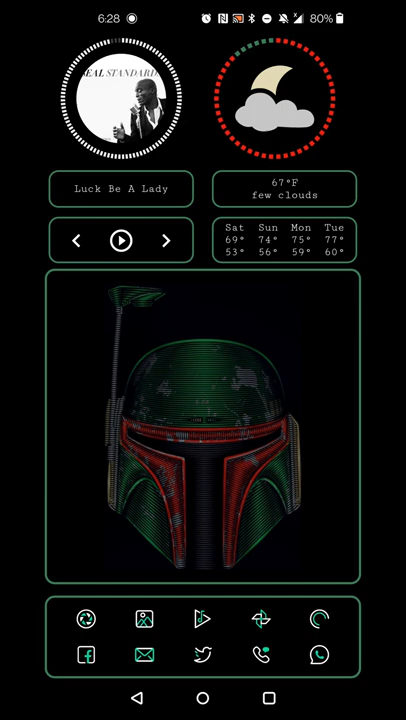 6:28
80%
REAL STANDARDS
Luck Be A Lady
67°F
few clouds
Sat Sun Mon Tue
69° 74° 75° 77°
53° 56° 59° 60°